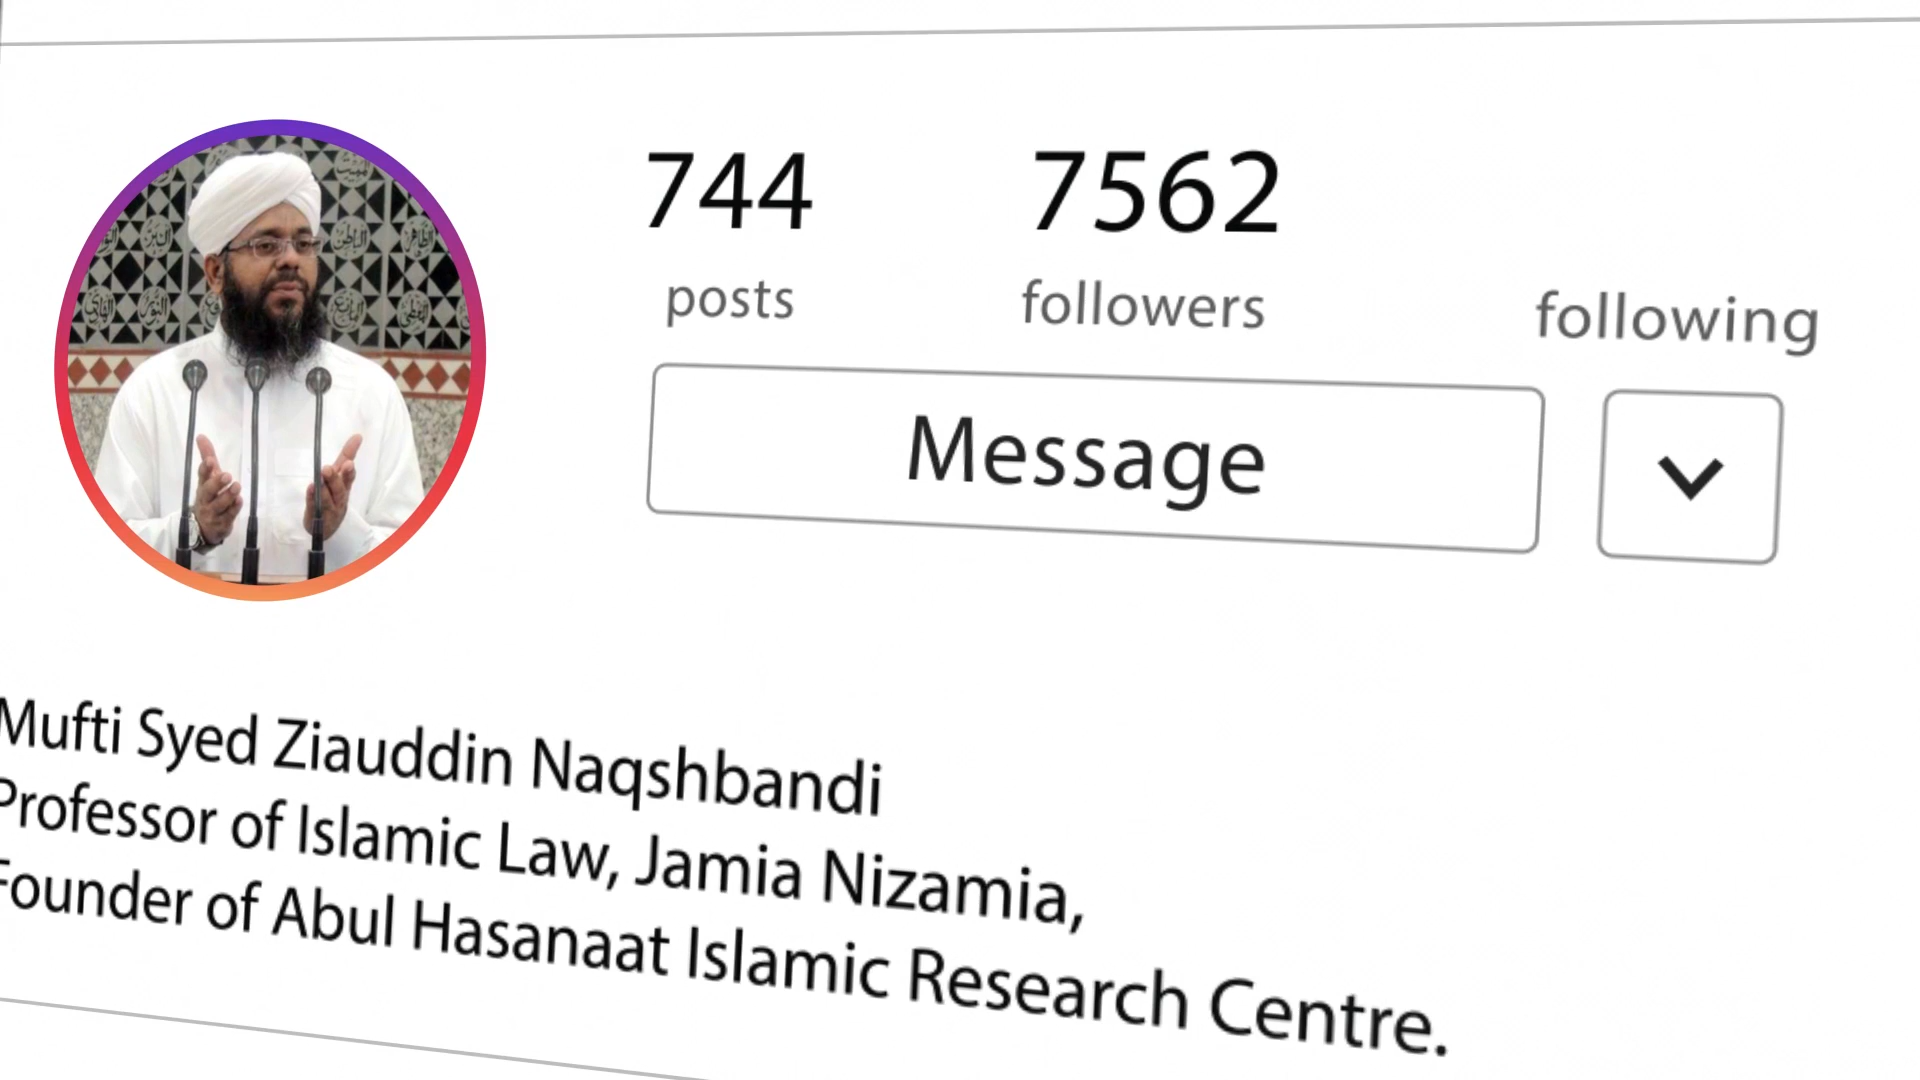 744
7562
posts
followers
following
Message
Mufti Syed Ziauddin Naqshbandi
Professor of Islamic Law, Jamia Nizamia,
Founder of Abul Hasanaat Islamic Research Centre.